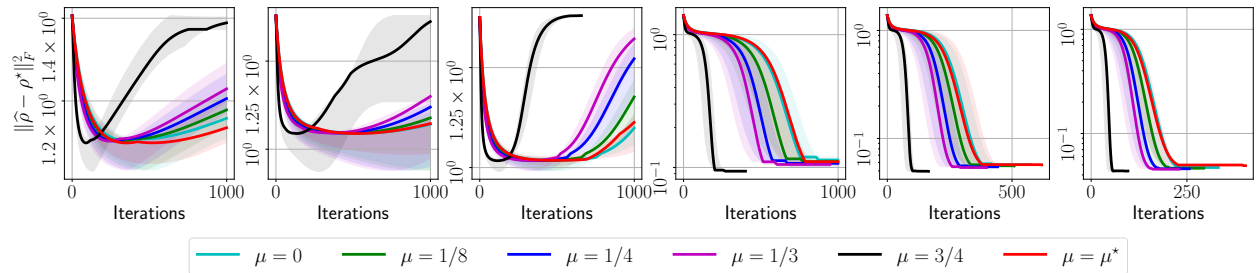 ‖ρ̂ − ρ⋆‖²_F
1.4 × 10⁰
1.2 × 10⁰
10⁰
0
1000
Iterations
1.25 × 10⁰
10⁰
0
1000
Iterations
1.25 × 10⁰
10⁰
0
1000
Iterations
10⁰
10⁻¹
0
1000
Iterations
10⁰
10⁻¹
0
500
Iterations
10⁰
10⁻¹
0
250
Iterations
μ = 0
μ = 1/8
μ = 1/4
μ = 1/3
μ = 3/4
μ = μ⋆